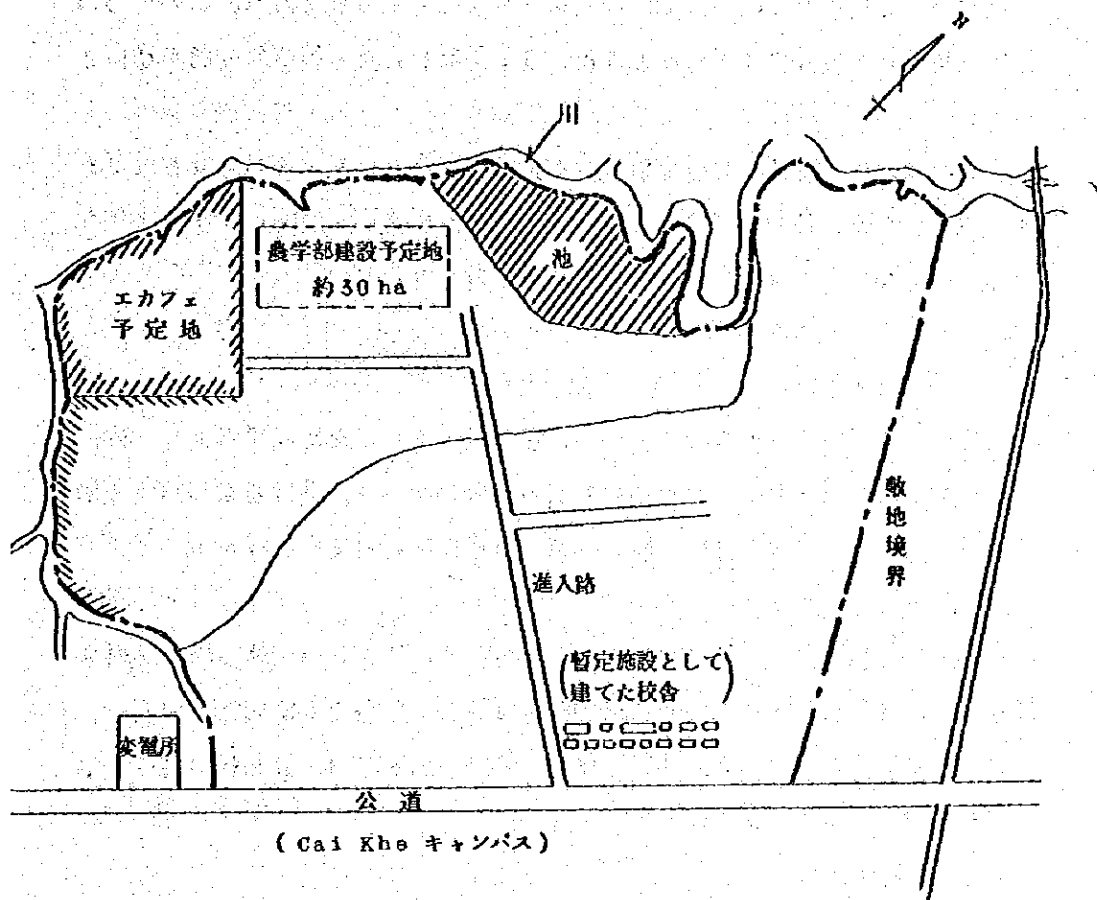 N
川
農学部建設予定地
約30ha
池
エカフェ
予定地
敷地境界
進入路
(暫定施設として
建てた校舎)
変電所
公道
(Cai Khe キャンパス)